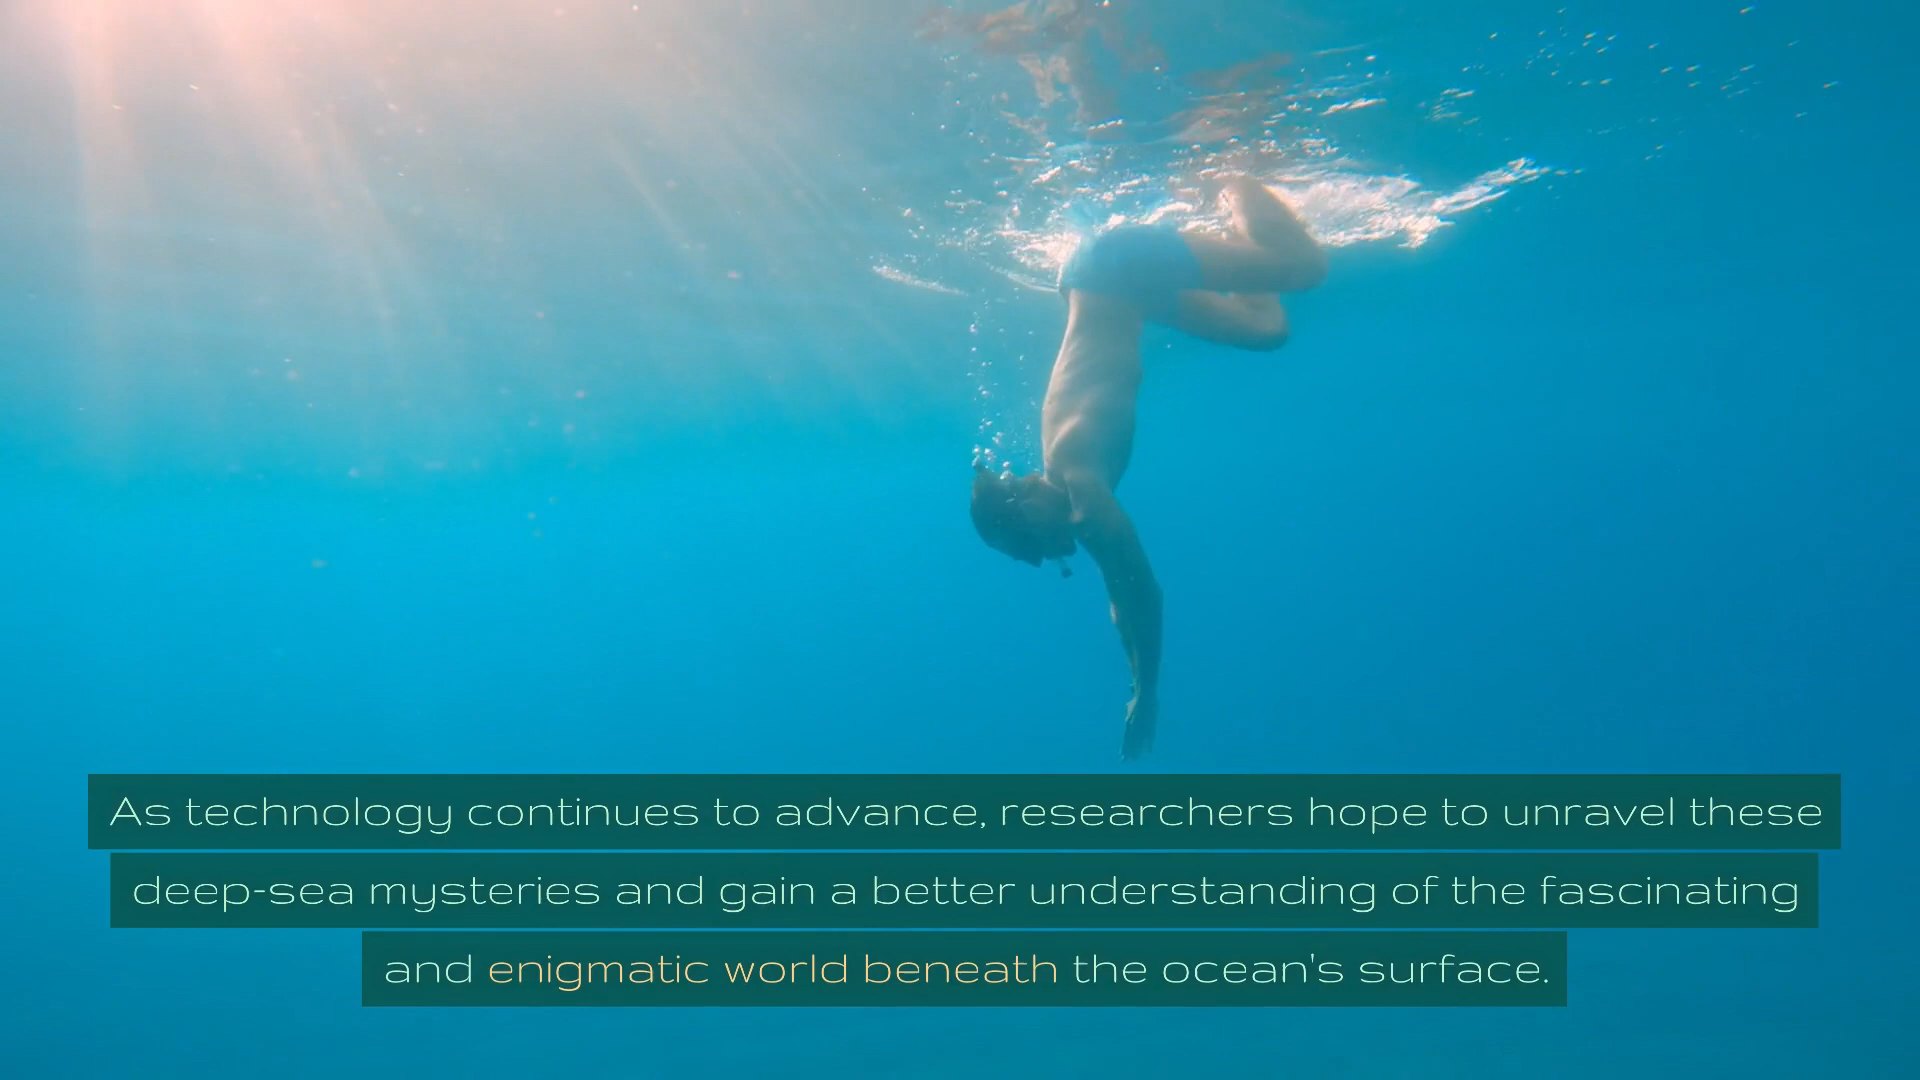 As technology continues to advance, researchers hope to unravel these
deep-sea mysteries and gain a better understanding of the fascinating
and enigmatic world beneath the ocean's surface.